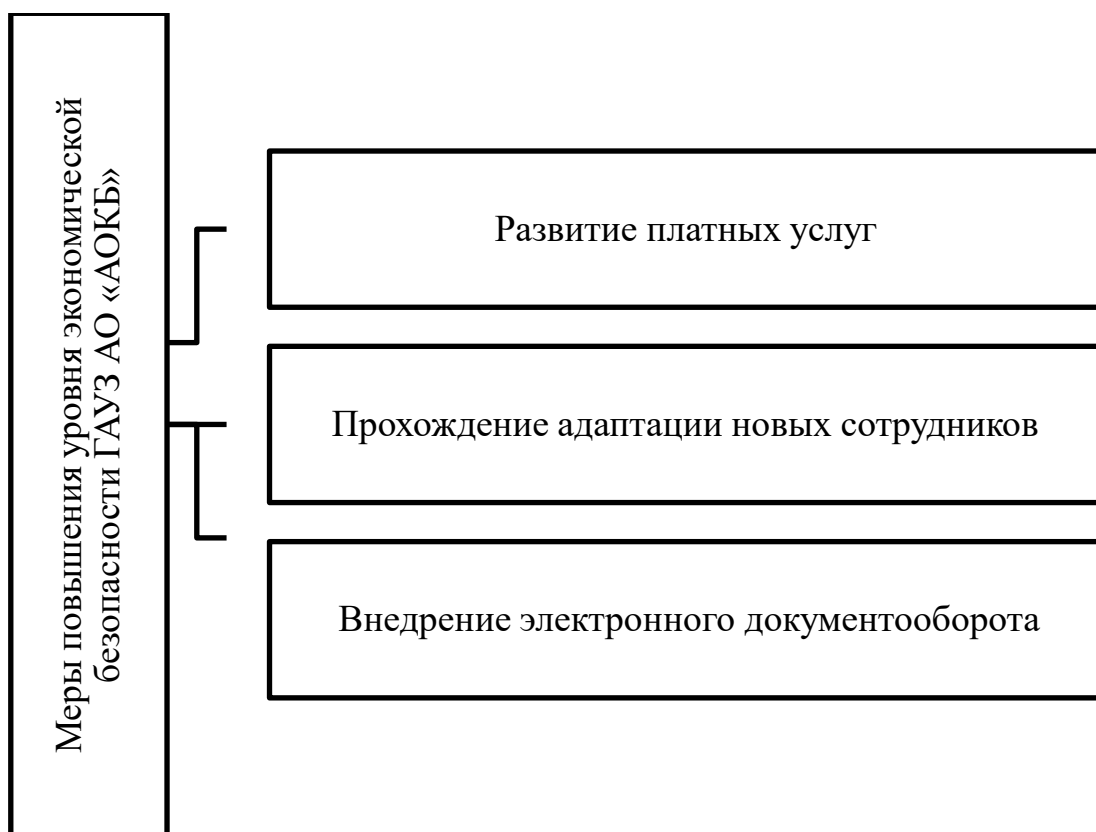 Меры повышения уровня экономической
безопасности ГАУЗ АО «АОКБ»
Развитие платных услуг
Прохождение адаптации новых сотрудников
Внедрение электронного документооборота